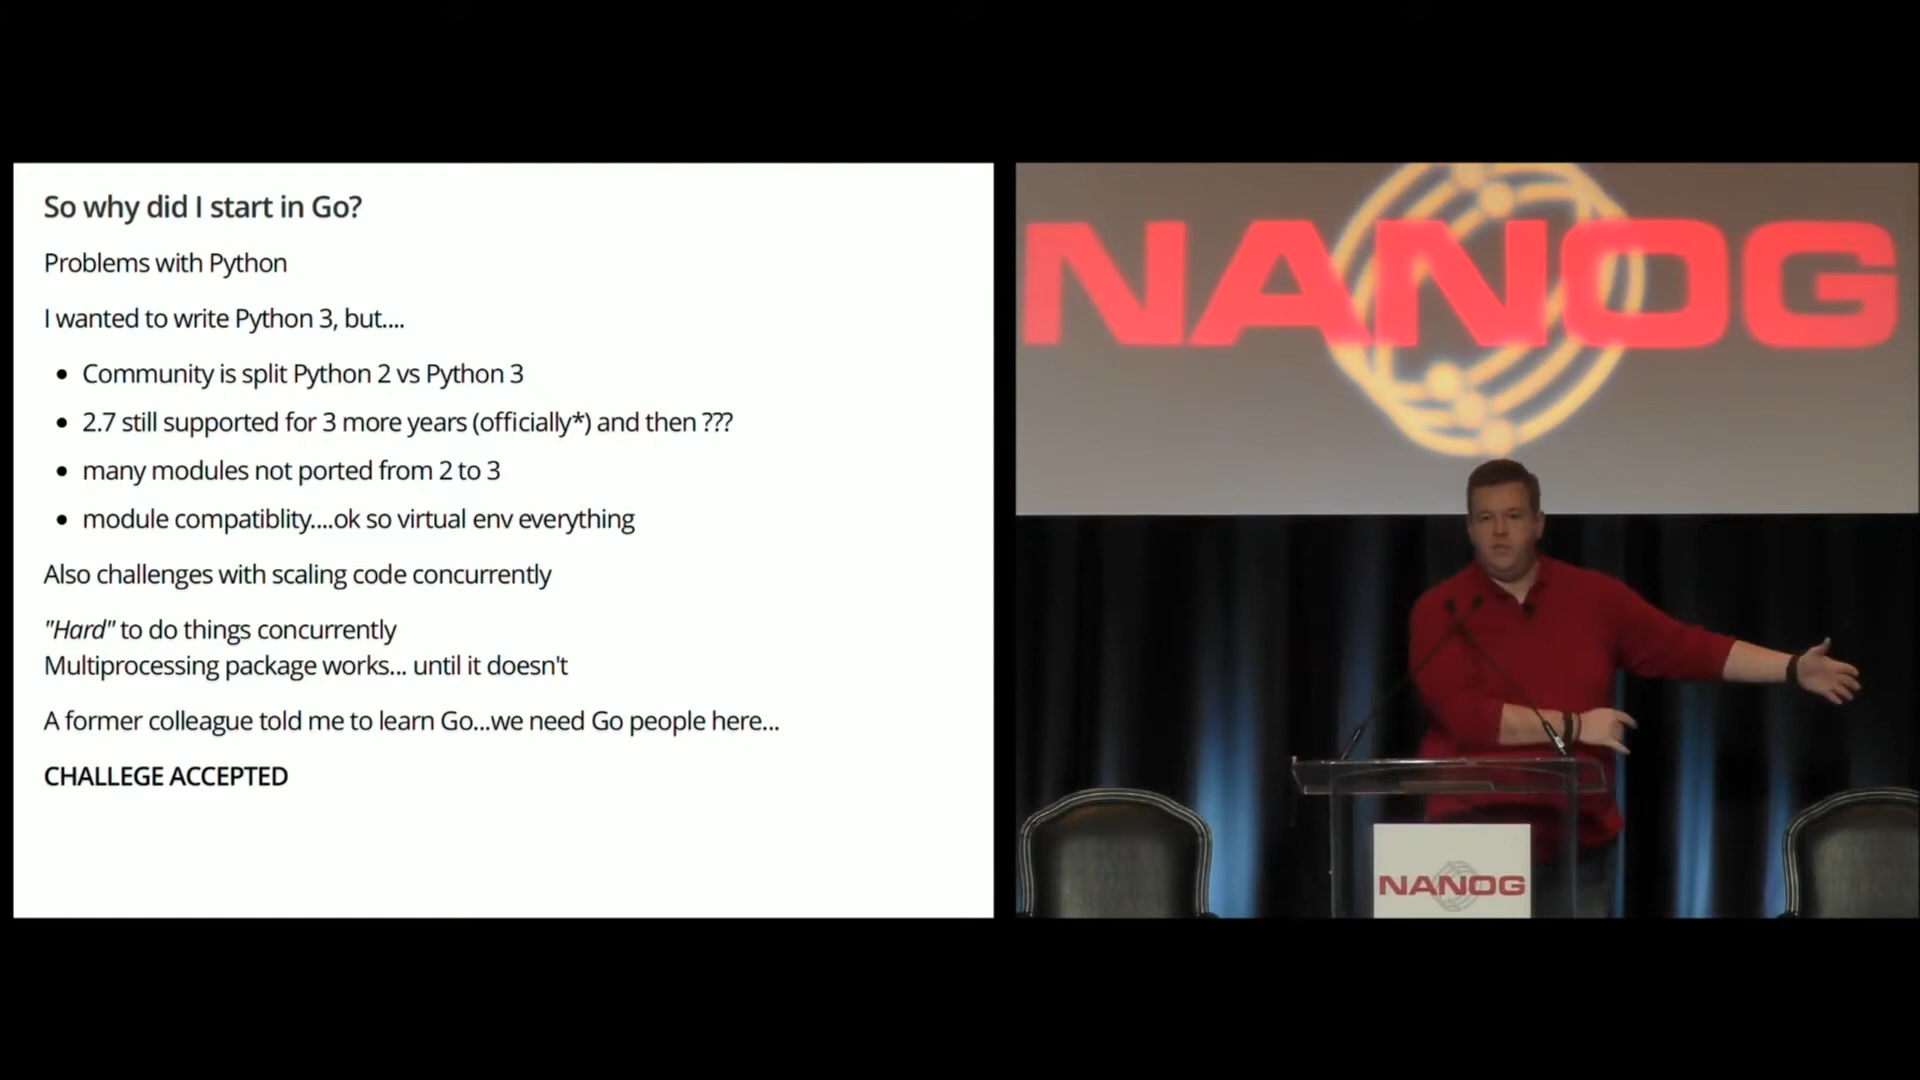 So why did I start in Go?
Problems with Python
I wanted to write Python 3, but....
Community is split Python 2 vs Python 3
2.7 still supported for 3 more years (officially*) and then ???
many modules not ported from 2 to 3
module compatiblity....ok so virtual env everything
Also challenges with scaling code concurrently
"Hard" to do things concurrently
Multiprocessing package works... until it doesn't
A former colleague told me to learn Go...we need Go people here...
CHALLEGE ACCEPTED
NANOG
NANOG